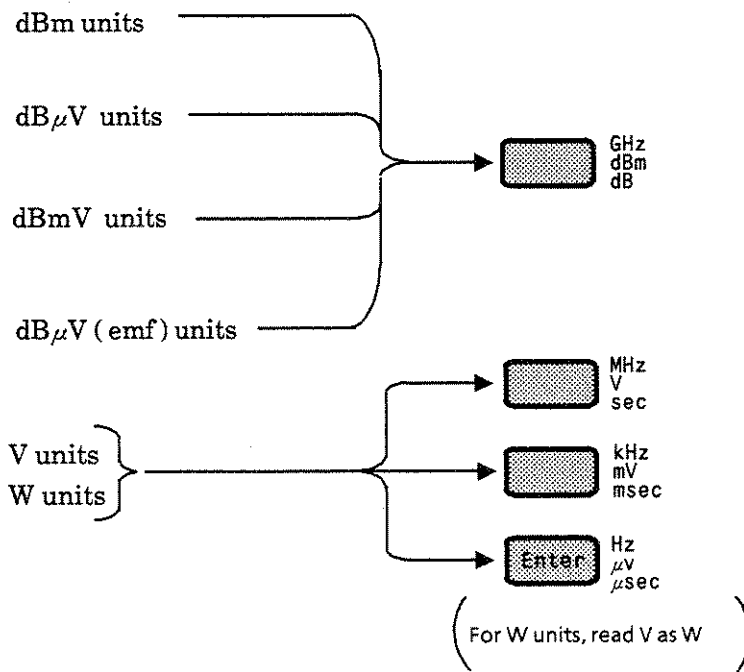 dBm units
dBμV units
GHz
dBm
dB
dBmV units
dBμV (emf) units
MHz
V
sec
V units
W units
kHz
mV
msec
Enter
Hz
μv
μsec
(For W units, read V as W)